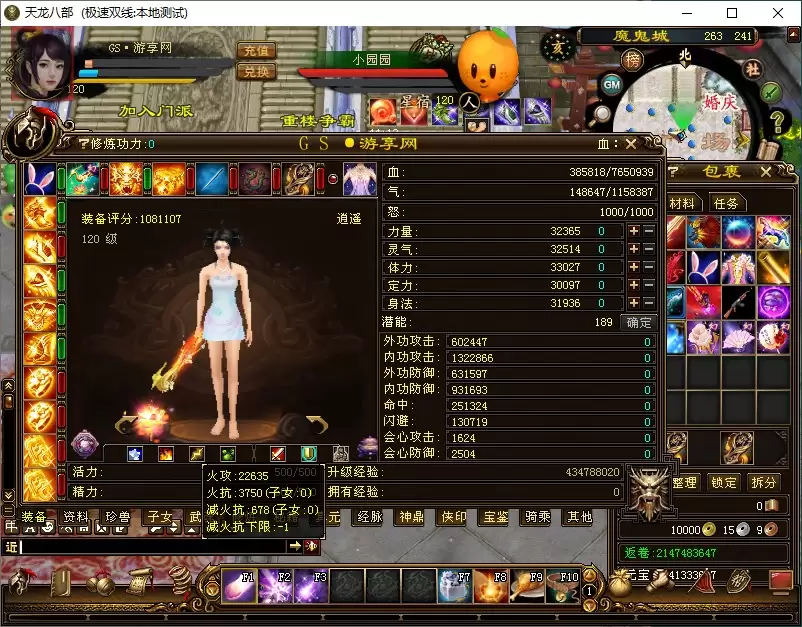 天龙八部 (极速双线:本地测试)
GS·游享网
充值
兑换
120
加入门派
小园园
重楼争霸
星宿 120
人
亥
魔鬼城 263 241
北
榜
社
GM
婚庆
场
?修炼功力:0
GS ●游享网
血:
装备评分:1081107
逍遥
120 级
血: 385818/7650939
气: 148647/1158387
怒: 1000/1000
力量: 32365 0
灵气: 32514 0
体力: 33027 0
定力: 30097 0
身法: 31936 0
潜能: 189 确定
外功攻击: 602447 0
内功攻击: 1322866 0
外功防御: 631597 0
内功防御: 931693 0
命中: 251324 0
闪避: 130719 0
会心攻击: 1624 0
会心防御: 2504 0
活力: 500/500
精力:
升级经验: 434788020
拥有经验: 0
火攻:22635
火抗:3750(子女:0)
减火抗:678(子女:0)
减火抗下限:-1
装备 资料 珍兽 子女 武 经脉 神鼎 侠印 宝鉴 骑乘 其他
近
? 包裹
材料 任务
整理 锁定 拆分
0
10000 15 9
返卷:2147483647
F1 F2 F3 F7 F8 F9 F10
1